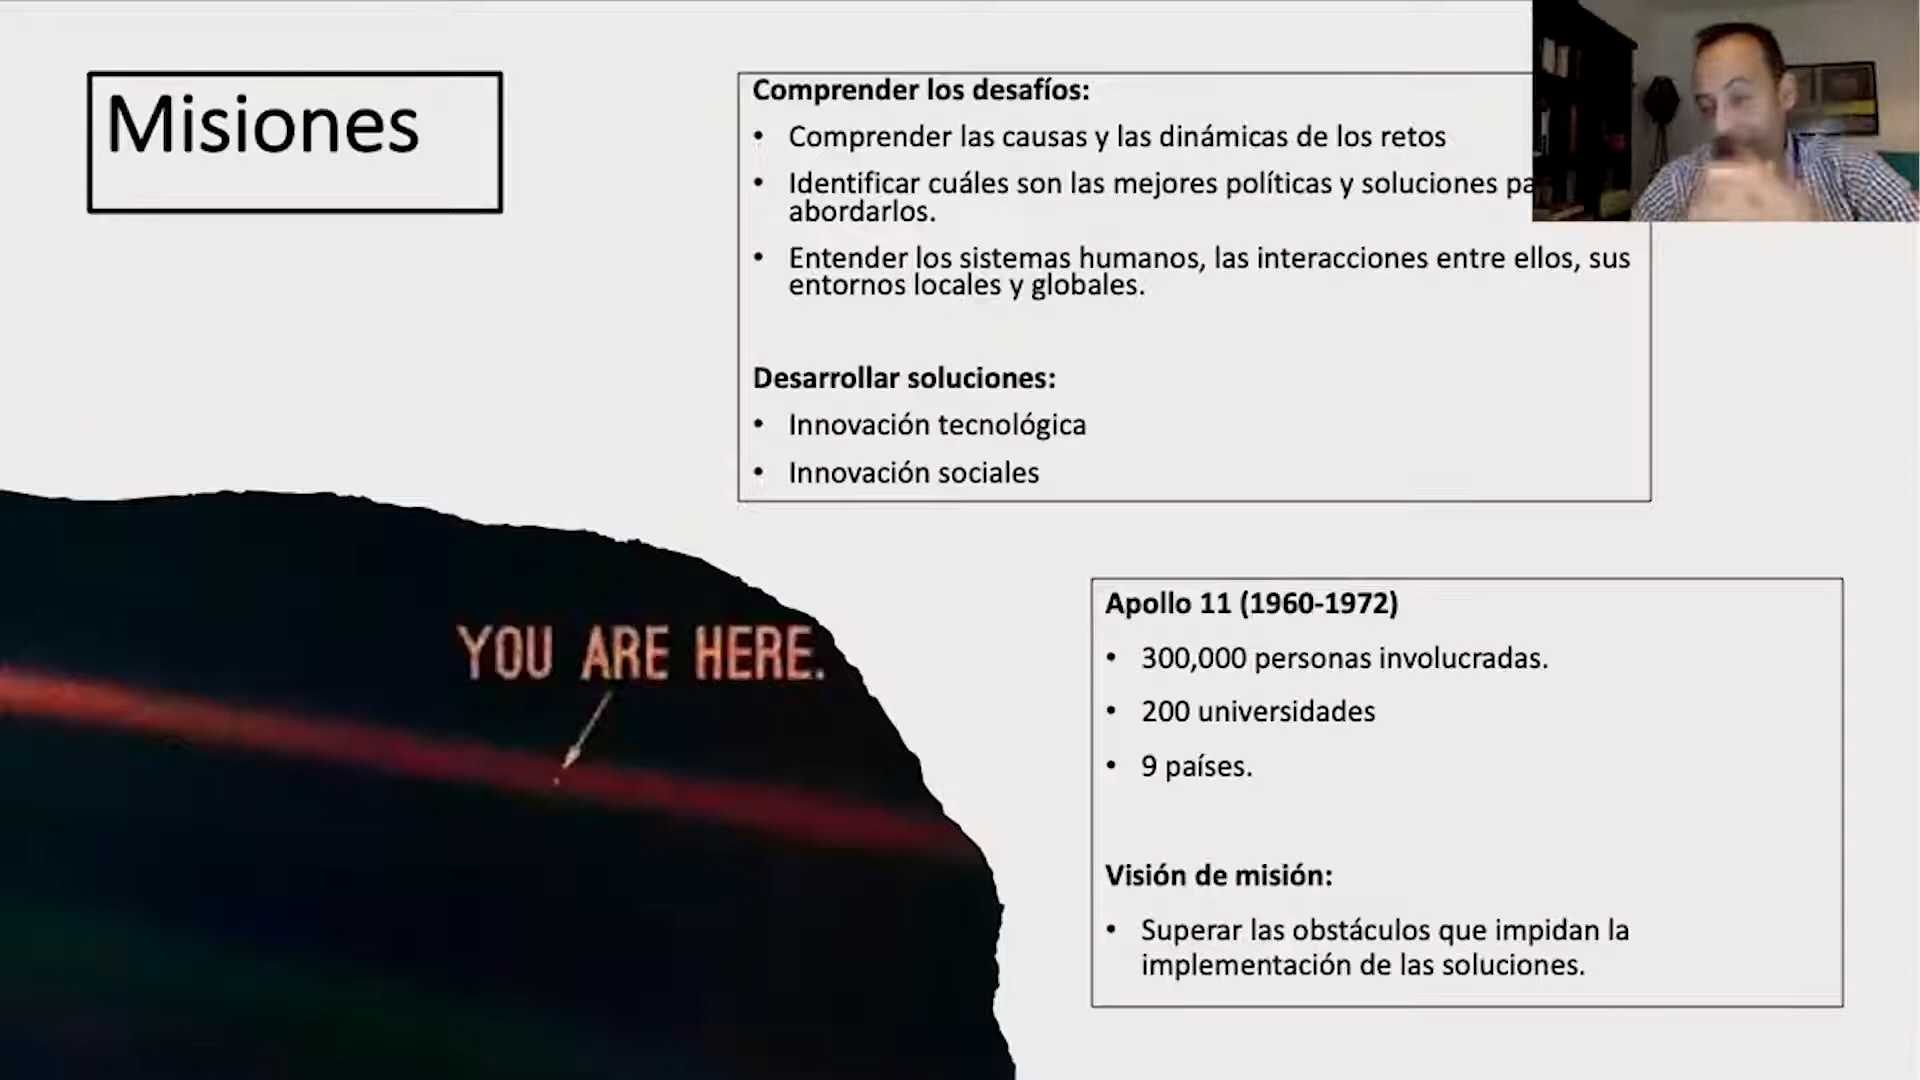 Misiones
Comprender los desafíos:
• Comprender las causas y las dinámicas de los retos
• Identificar cuáles son las mejores políticas y soluciones
abordarlos.
• Entender los sistemas humanos, las interacciones entre ellos, sus
entornos locales y globales.
Desarrollar soluciones:
• Innovación tecnológica
• Innovación sociales
YOU ARE HERE.
Apollo 11 (1960-1972)
• 300,000 personas involucradas.
• 200 universidades
• 9 países.
Visión de misión:
• Superar las obstáculos que impidan la
implementación de las soluciones.